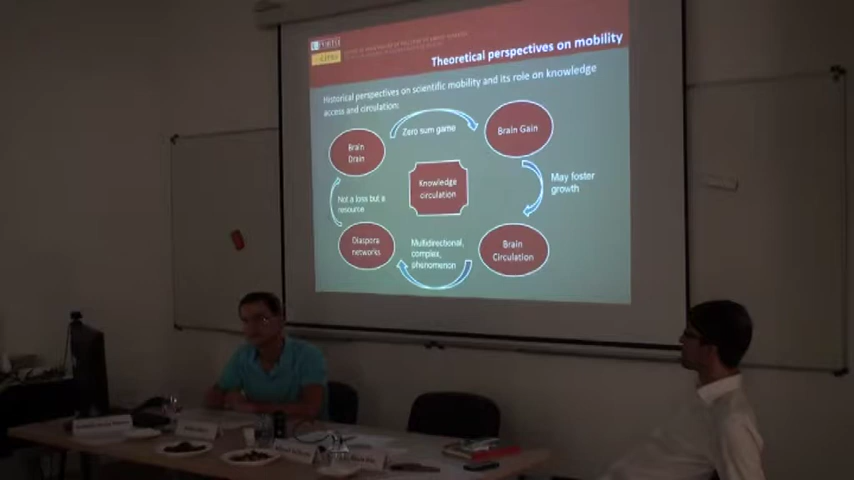 Theoretical perspectives on mobility
Historical perspectives on scientific mobility and its role on knowledge
access and circulation:
Zero sum game
Brain Gain
Brain
Drain
Knowledge
circulation
May foster
growth
Not a loss but a
resource
Diaspora
networks
Multidirectional,
complex,
phenomenon
Brain
Circulation